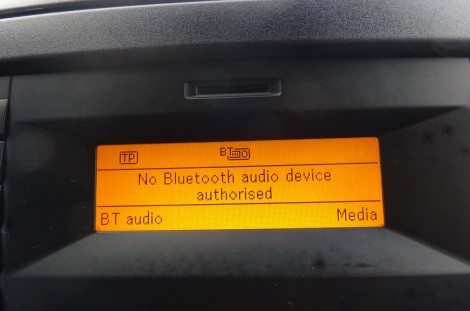 TP BT
No Bluetooth audio device
authorised
BT audio Media